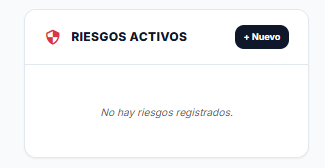 RIESGOS ACTIVOS
+ Nuevo
No hay riesgos registrados.